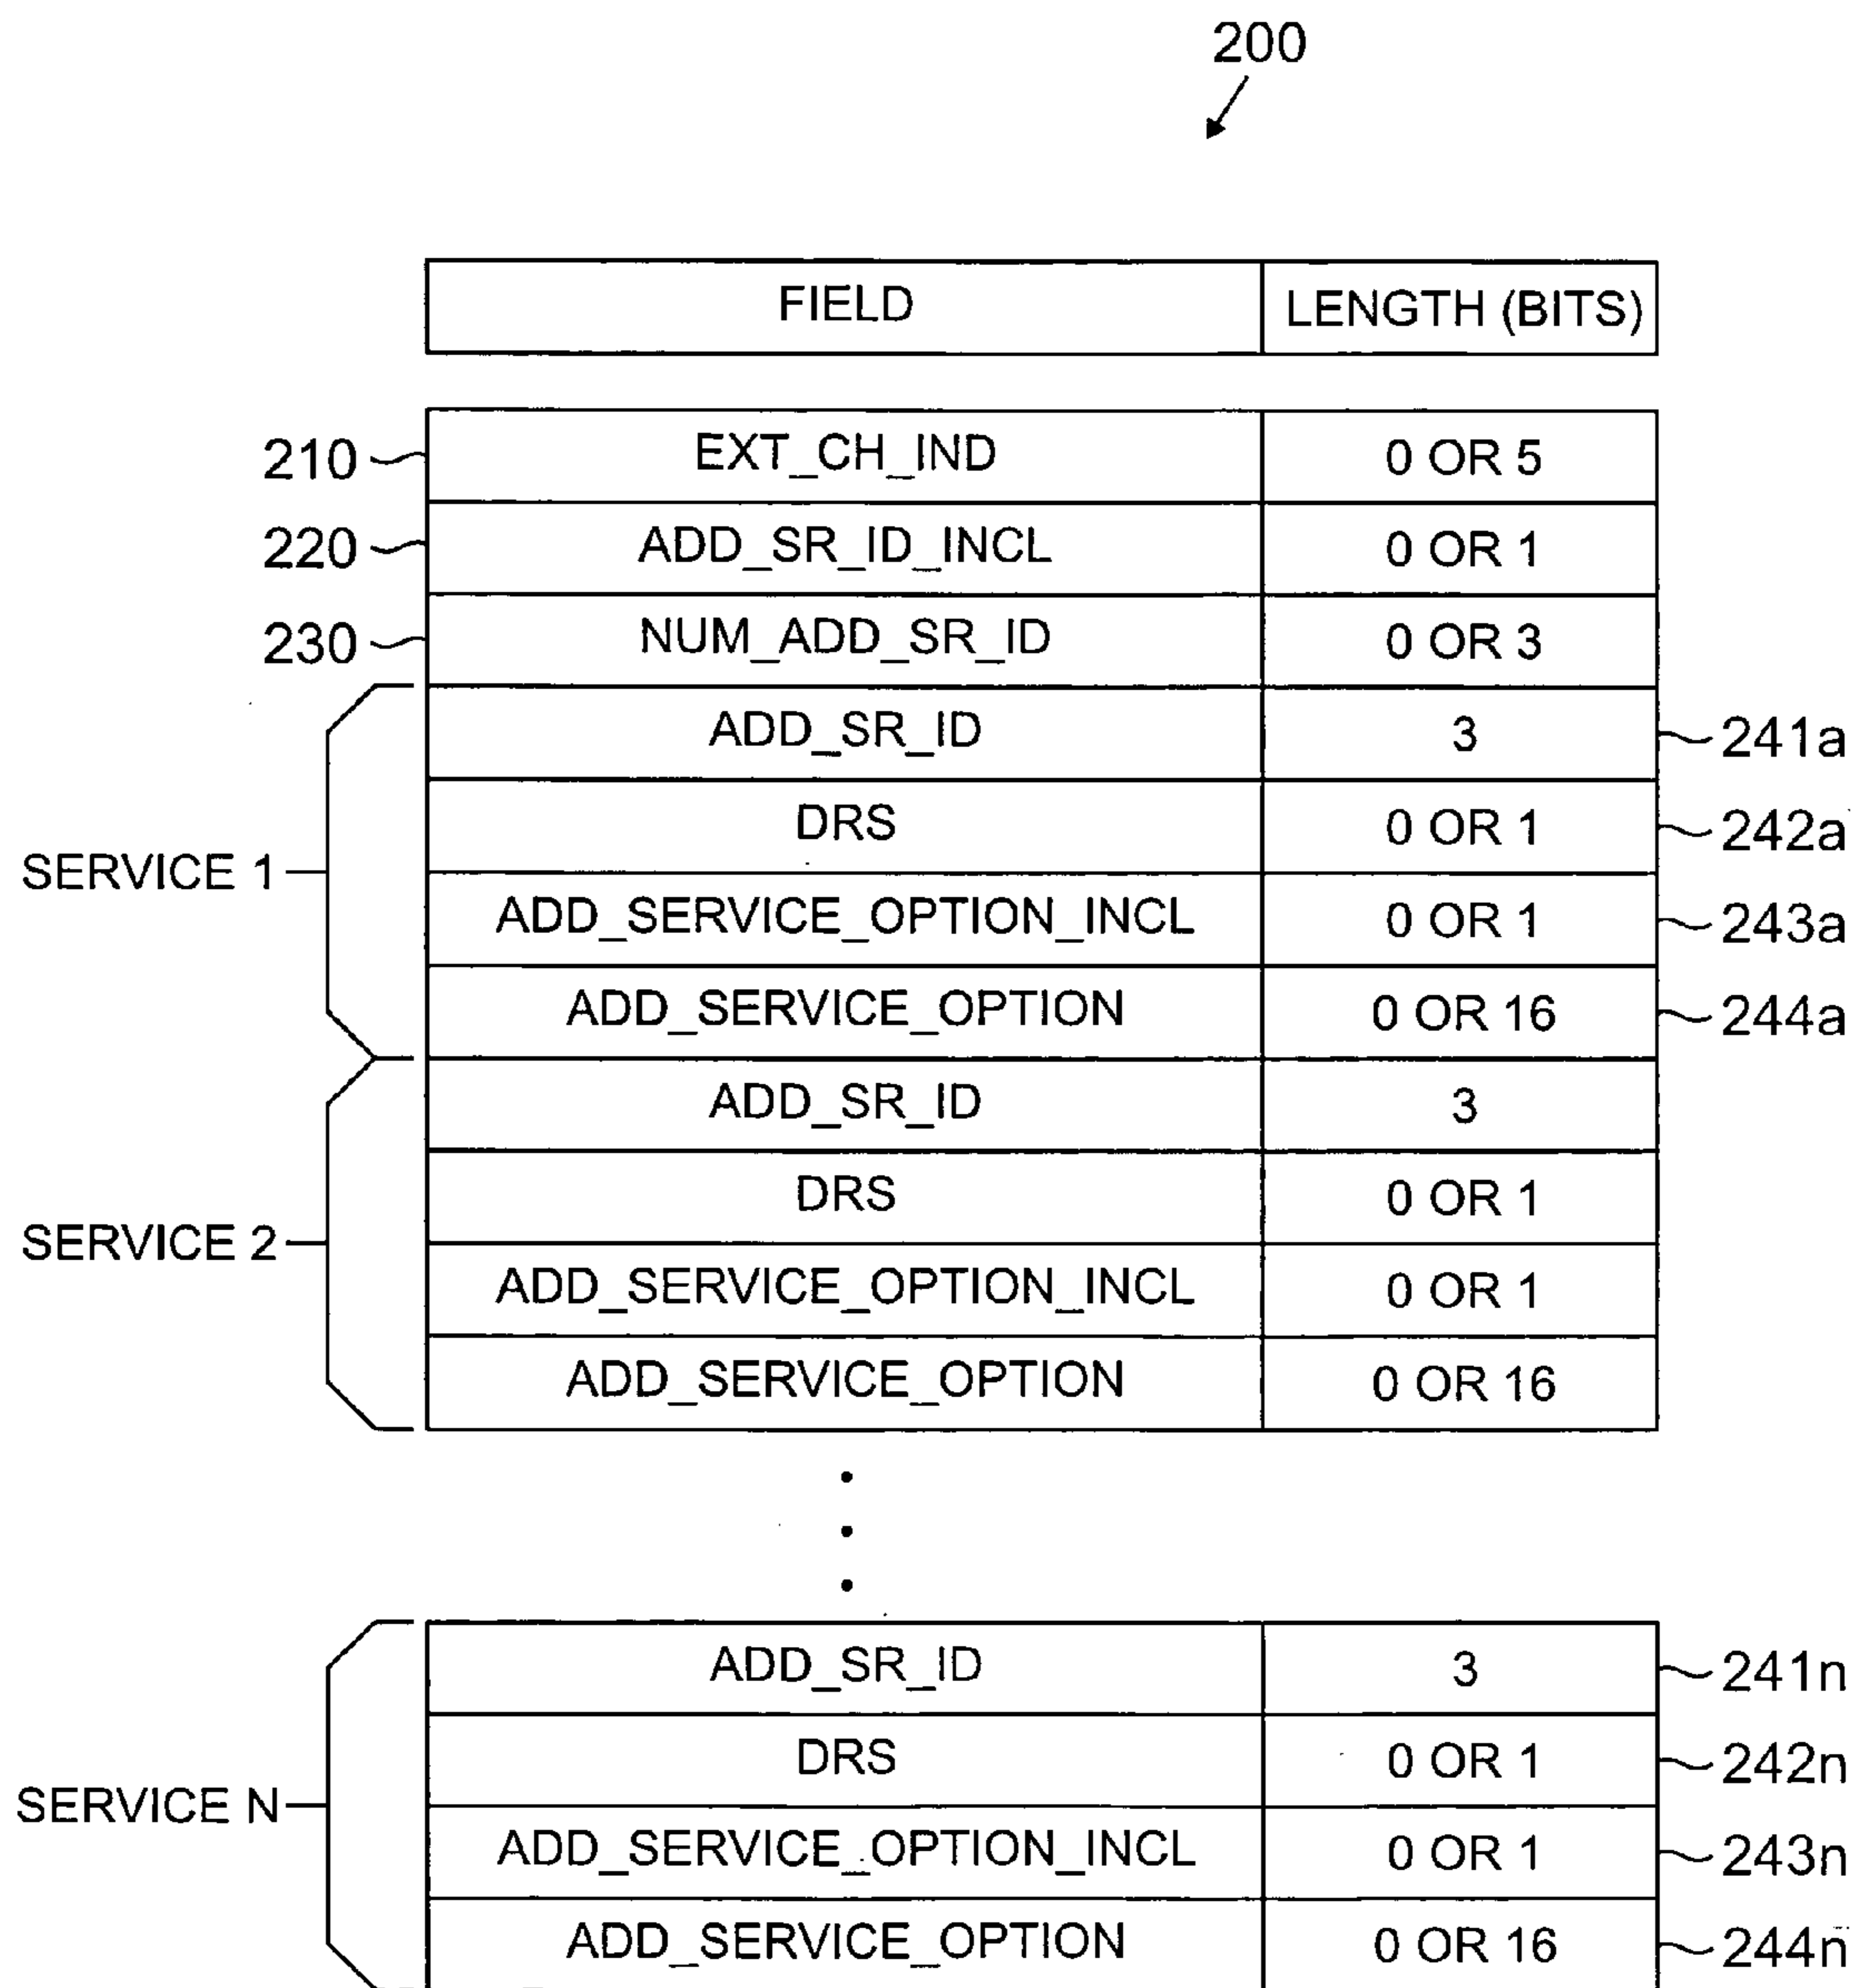 200
FIELD LENGTH (BITS)
210 EXT_CH_IND 0 OR 5
220 ADD_SR_ID_INCL 0 OR 1
230 NUM_ADD_SR_ID 0 OR 3
SERVICE 1
ADD_SR_ID 3 241a
DRS 0 OR 1 242a
ADD_SERVICE_OPTION_INCL 0 OR 1 243a
ADD_SERVICE_OPTION 0 OR 16 244a
SERVICE 2
ADD_SR_ID 3
DRS 0 OR 1
ADD_SERVICE_OPTION_INCL 0 OR 1
ADD_SERVICE_OPTION 0 OR 16
SERVICE N
ADD_SR_ID 3 241n
DRS 0 OR 1 242n
ADD_SERVICE_OPTION_INCL 0 OR 1 243n
ADD_SERVICE_OPTION 0 OR 16 244n